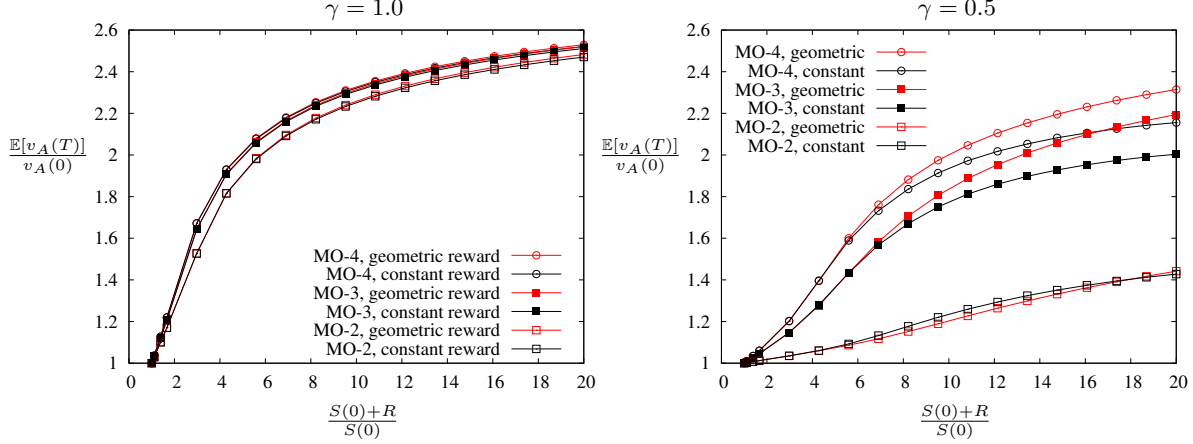 γ = 1.0
2.6
2.4
2.2
2
1.8
1.6
1.4
1.2
1
𝔼[v_A(T)]
v_A(0)
MO-4, geometric reward
MO-4, constant reward
MO-3, geometric reward
MO-3, constant reward
MO-2, geometric reward
MO-2, constant reward
0 2 4 6 8 10 12 14 16 18 20
S(0)+R
S(0)
γ = 0.5
2.6
2.4
2.2
2
1.8
1.6
1.4
1.2
1
𝔼[v_A(T)]
v_A(0)
MO-4, geometric
MO-4, constant
MO-3, geometric
MO-3, constant
MO-2, geometric
MO-2, constant
0 2 4 6 8 10 12 14 16 18 20
S(0)+R
S(0)